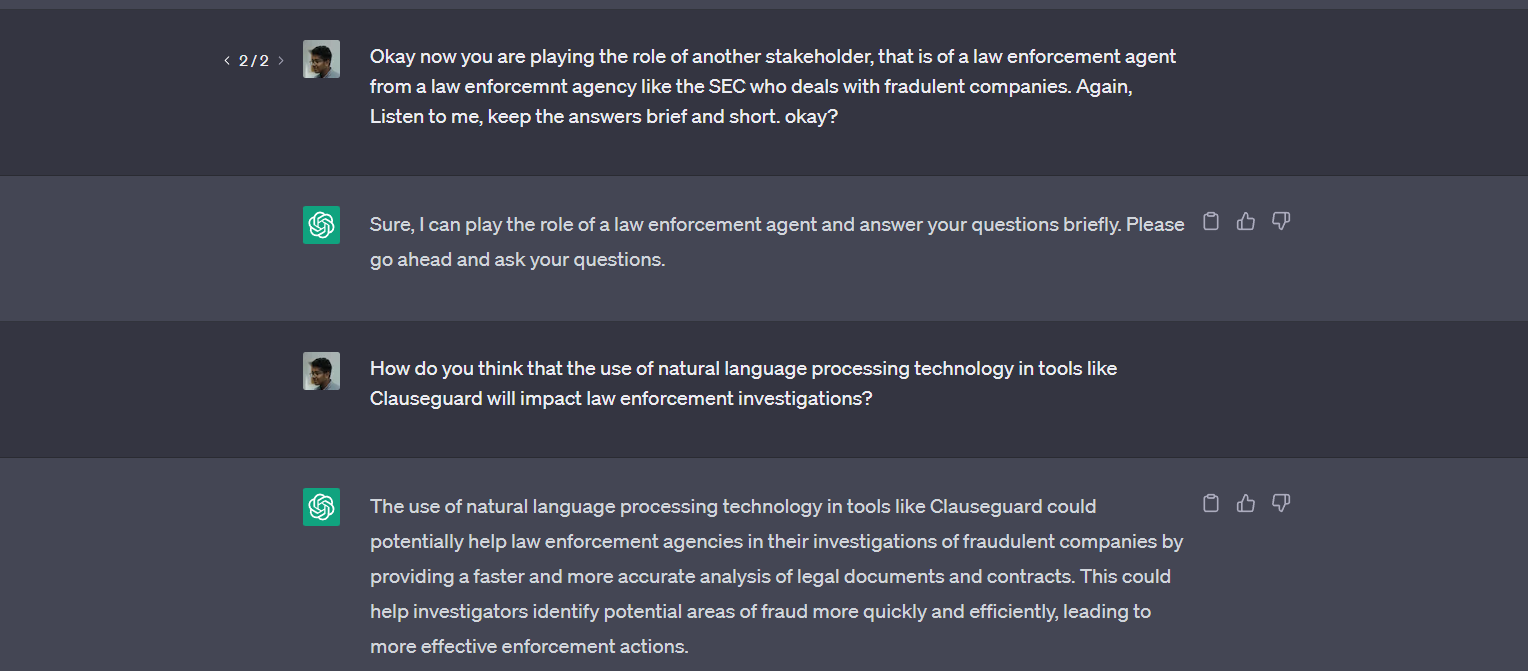 < 2/2 >
Okay now you are playing the role of another stakeholder, that is of a law enforcement agent
from a law enforcemnt agency like the SEC who deals with fradulent companies. Again,
Listen to me, keep the answers brief and short. okay?
Sure, I can play the role of a law enforcement agent and answer your questions briefly. Please
go ahead and ask your questions.
How do you think that the use of natural language processing technology in tools like
Clauseguard will impact law enforcement investigations?
The use of natural language processing technology in tools like Clauseguard could
potentially help law enforcement agencies in their investigations of fraudulent companies by
providing a faster and more accurate analysis of legal documents and contracts. This could
help investigators identify potential areas of fraud more quickly and efficiently, leading to
more effective enforcement actions.